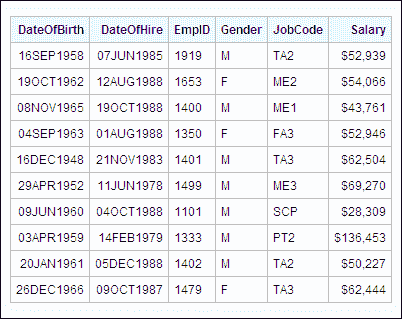 DateOfBirth DateOfHire EmpID Gender JobCode Salary
16SEP1958 07JUN1985 1919 M TA2 $52,939
19OCT1962 12AUG1988 1653 F ME2 $54,066
08NOV1965 19OCT1988 1400 M ME1 $43,761
04SEP1963 01AUG1988 1350 F FA3 $52,946
16DEC1948 21NOV1983 1401 M TA3 $62,504
29APR1952 11JUN1978 1499 M ME3 $69,270
09JUN1960 04OCT1988 1101 M SCP $28,309
03APR1959 14FEB1979 1333 M PT2 $136,453
20JAN1961 05DEC1988 1402 M TA2 $50,227
26DEC1966 09OCT1987 1479 F TA3 $62,444